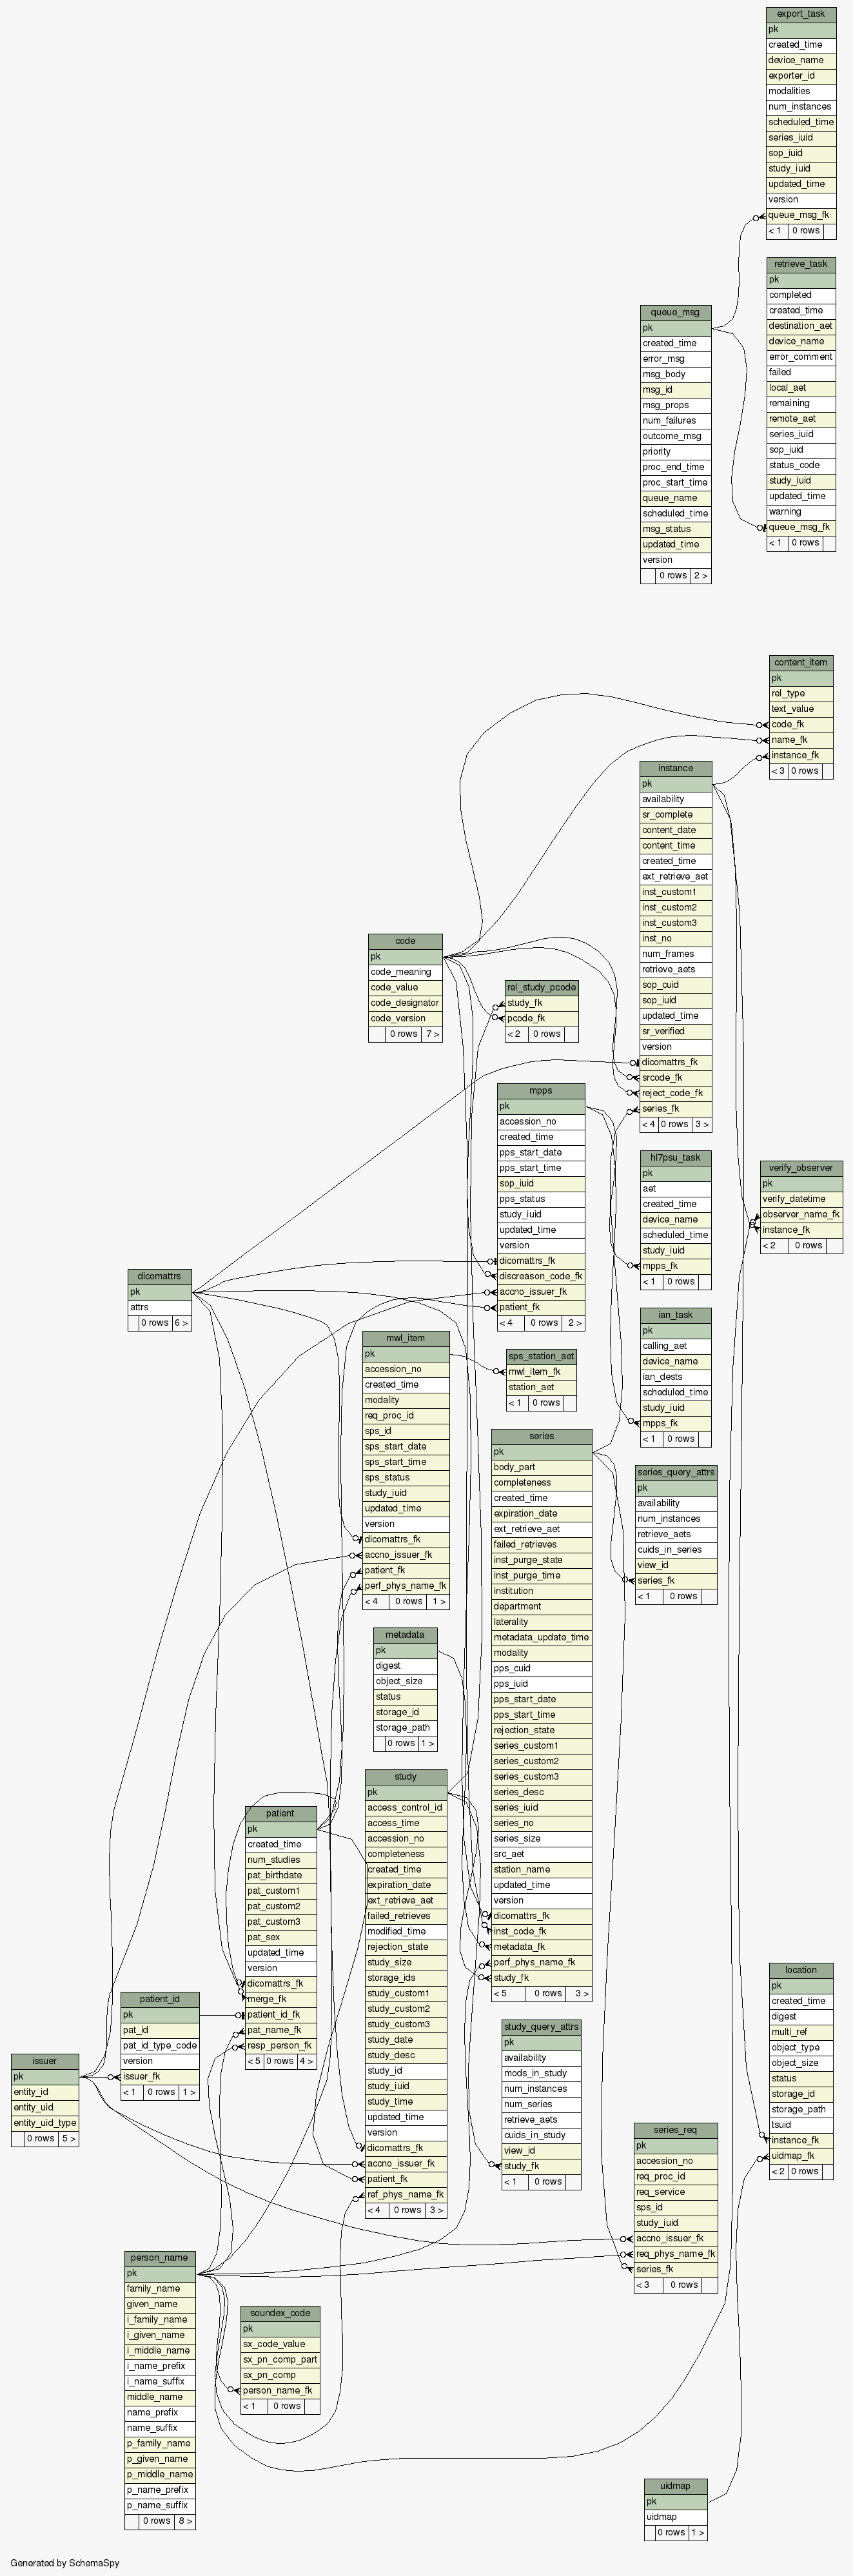 export_task
pk
created_time
device_name
exporter_id
modalities
num_instances
scheduled_time
series_iuid
sop_iuid
study_iuid
updated_time
version
queue_msg_fk
< 1 0 rows
retrieve_task
pk
completed
created_time
destination_aet
device_name
error_comment
failed
local_aet
remaining
remote_aet
series_iuid
sop_iuid
status_code
study_iuid
updated_time
warning
queue_msg_fk
< 1 0 rows
queue_msg
pk
created_time
error_msg
msg_body
msg_id
msg_props
num_failures
outcome_msg
priority
proc_end_time
proc_start_time
queue_name
scheduled_time
msg_status
updated_time
version
0 rows 2 >
content_item
pk
rel_type
text_value
code_fk
name_fk
instance_fk
< 3 0 rows
instance
pk
availability
sr_complete
content_date
content_time
created_time
ext_retrieve_aet
inst_custom1
inst_custom2
inst_custom3
inst_no
num_frames
retrieve_aets
sop_cuid
sop_iuid
updated_time
sr_verified
version
dicomattrs_fk
srcode_fk
reject_code_fk
series_fk
< 4 0 rows 3 >
code
pk
code_meaning
code_value
code_designator
code_version
0 rows 7 >
rel_study_pcode
study_fk
pcode_fk
< 2 0 rows
mpps
pk
accession_no
created_time
pps_start_date
pps_start_time
sop_iuid
pps_status
study_iuid
updated_time
version
dicomattrs_fk
discreason_code_fk
accno_issuer_fk
patient_fk
< 4 0 rows 2 >
hl7psu_task
pk
aet
created_time
device_name
scheduled_time
study_iuid
mpps_fk
< 1 0 rows
verify_observer
pk
verify_datetime
observer_name_fk
instance_fk
< 2 0 rows
dicomattrs
pk
attrs
0 rows 6 >
ian_task
pk
calling_aet
device_name
ian_dests
scheduled_time
study_iuid
mpps_fk
< 1 0 rows
mwl_item
pk
accession_no
created_time
modality
req_proc_id
sps_id
sps_start_date
sps_start_time
sps_status
study_iuid
updated_time
version
dicomattrs_fk
accno_issuer_fk
patient_fk
perf_phys_name_fk
< 4 0 rows 1 >
sps_station_aet
mwl_item_fk
station_aet
< 1 0 rows
series
pk
body_part
completeness
created_time
expiration_date
ext_retrieve_aet
failed_retrieves
inst_purge_state
inst_purge_time
institution
department
laterality
metadata_update_time
modality
pps_cuid
pps_iuid
pps_start_date
pps_start_time
rejection_state
series_custom1
series_custom2
series_custom3
series_desc
series_iuid
series_no
series_size
src_aet
station_name
updated_time
version
dicomattrs_fk
inst_code_fk
metadata_fk
perf_phys_name_fk
study_fk
< 5 0 rows 3 >
series_query_attrs
pk
availability
num_instances
retrieve_aets
cuids_in_series
view_id
series_fk
< 1 0 rows
metadata
pk
digest
object_size
status
storage_id
storage_path
0 rows 1 >
study
pk
access_control_id
access_time
accession_no
completeness
created_time
expiration_date
ext_retrieve_aet
failed_retrieves
modified_time
rejection_state
study_size
storage_ids
study_custom1
study_custom2
study_custom3
study_date
study_desc
study_id
study_iuid
study_time
updated_time
version
dicomattrs_fk
accno_issuer_fk
patient_fk
ref_phys_name_fk
< 4 0 rows 3 >
patient
pk
created_time
num_studies
pat_birthdate
pat_custom1
pat_custom2
pat_custom3
pat_sex
updated_time
version
dicomattrs_fk
merge_fk
patient_id_fk
pat_name_fk
resp_person_fk
< 5 0 rows 4 >
patient_id
pk
pat_id
pat_id_type_code
version
issuer_fk
< 1 0 rows 1 >
issuer
pk
entity_id
entity_uid
entity_uid_type
0 rows 5 >
study_query_attrs
pk
availability
mods_in_study
num_instances
num_series
retrieve_aets
cuids_in_study
view_id
study_fk
< 1 0 rows
location
pk
created_time
digest
multi_ref
object_type
object_size
status
storage_id
storage_path
tsuid
instance_fk
uidmap_fk
< 2 0 rows
series_req
pk
accession_no
req_proc_id
req_service
sps_id
study_iuid
accno_issuer_fk
req_phys_name_fk
series_fk
< 3 0 rows
person_name
pk
family_name
given_name
i_family_name
i_given_name
i_middle_name
i_name_prefix
i_name_suffix
middle_name
name_prefix
name_suffix
p_family_name
p_given_name
p_middle_name
p_name_prefix
p_name_suffix
0 rows 8 >
soundex_code
pk
sx_code_value
sx_pn_comp_part
sx_pn_comp
person_name_fk
< 1 0 rows
uidmap
pk
uidmap
0 rows 1 >
Generated by SchemaSpy